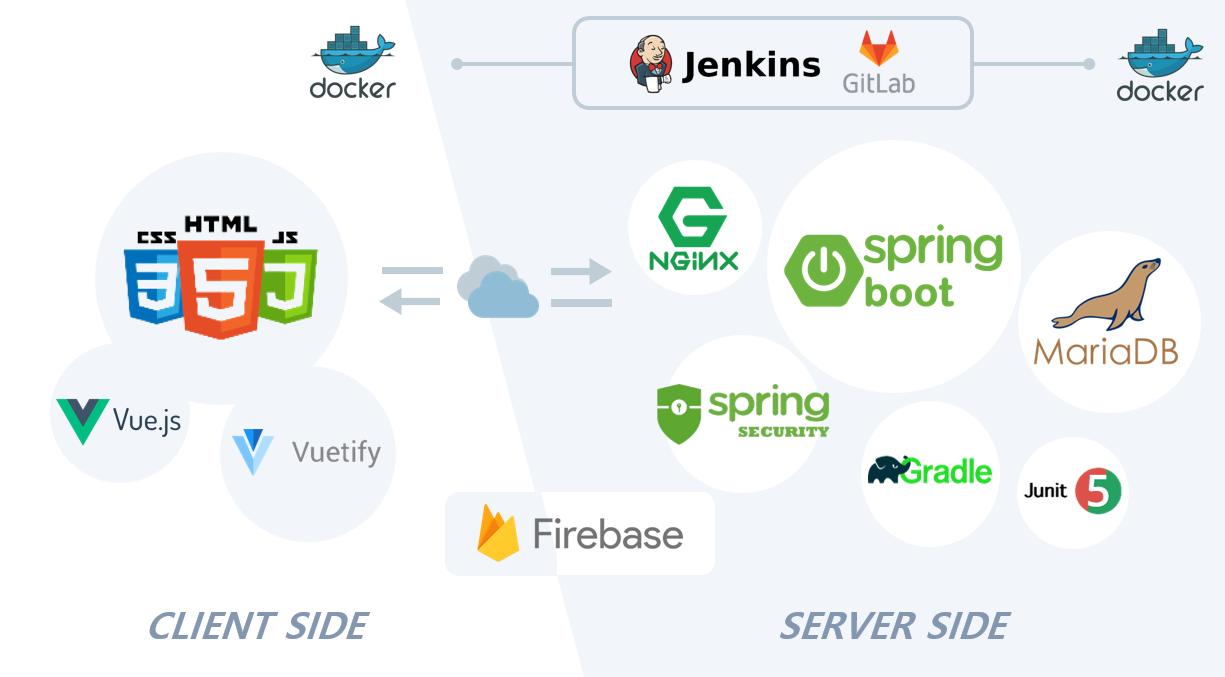 docker
Jenkins
GitLab
docker
CSS
HTML
JS
3
5
J
NGiNX
spring
boot
MariaDB
Vue.js
Vuetify
spring
SECURITY
Gradle
Junit 5
Firebase
CLIENT SIDE
SERVER SIDE